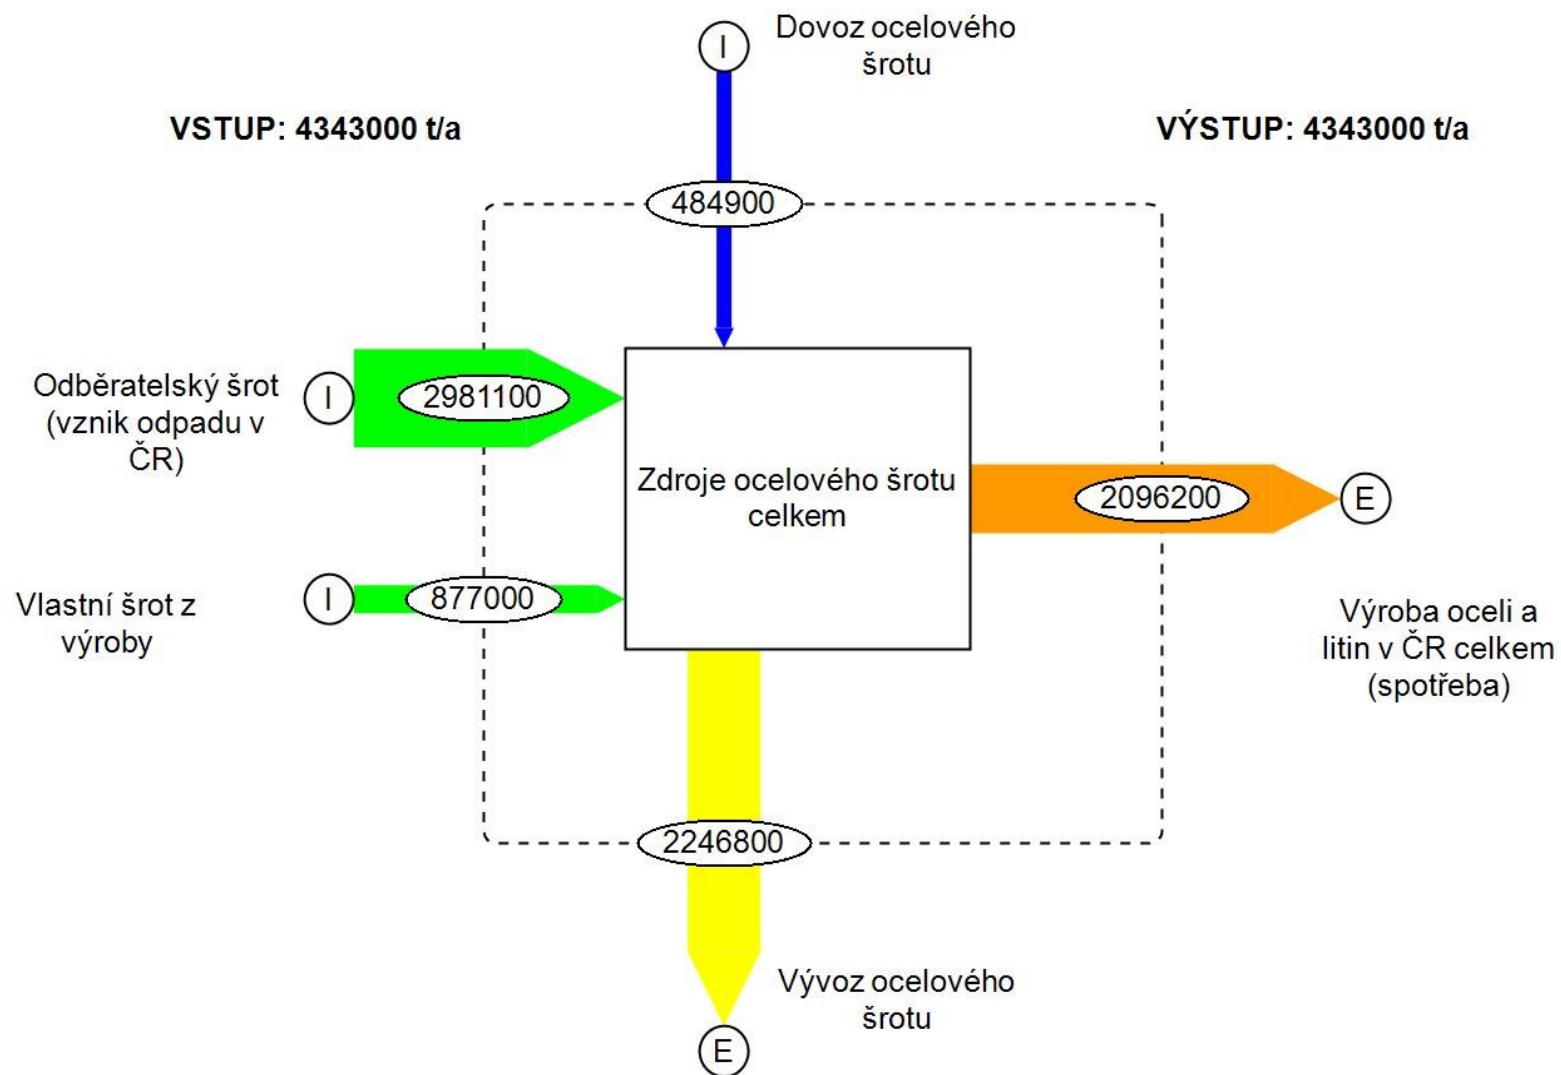 I
Dovoz ocelového
šrotu
VSTUP: 4343000 t/a
VÝSTUP: 4343000 t/a
484900
Odběratelský šrot
(vznik odpadu v
ČR)
I
2981100
Zdroje ocelového šrotu
celkem
2096200
E
Vlastní šrot z
výroby
I
877000
Výroba oceli a
litin v ČR celkem
(spotřeba)
2246800
Vývoz ocelového
šrotu
E